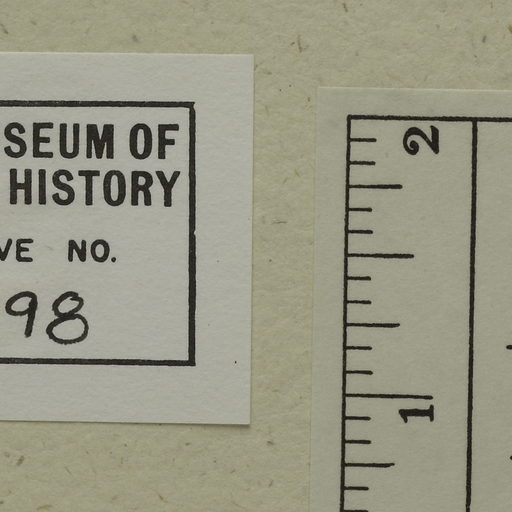 SEUM OF
HISTORY
VE NO.
98
2
1